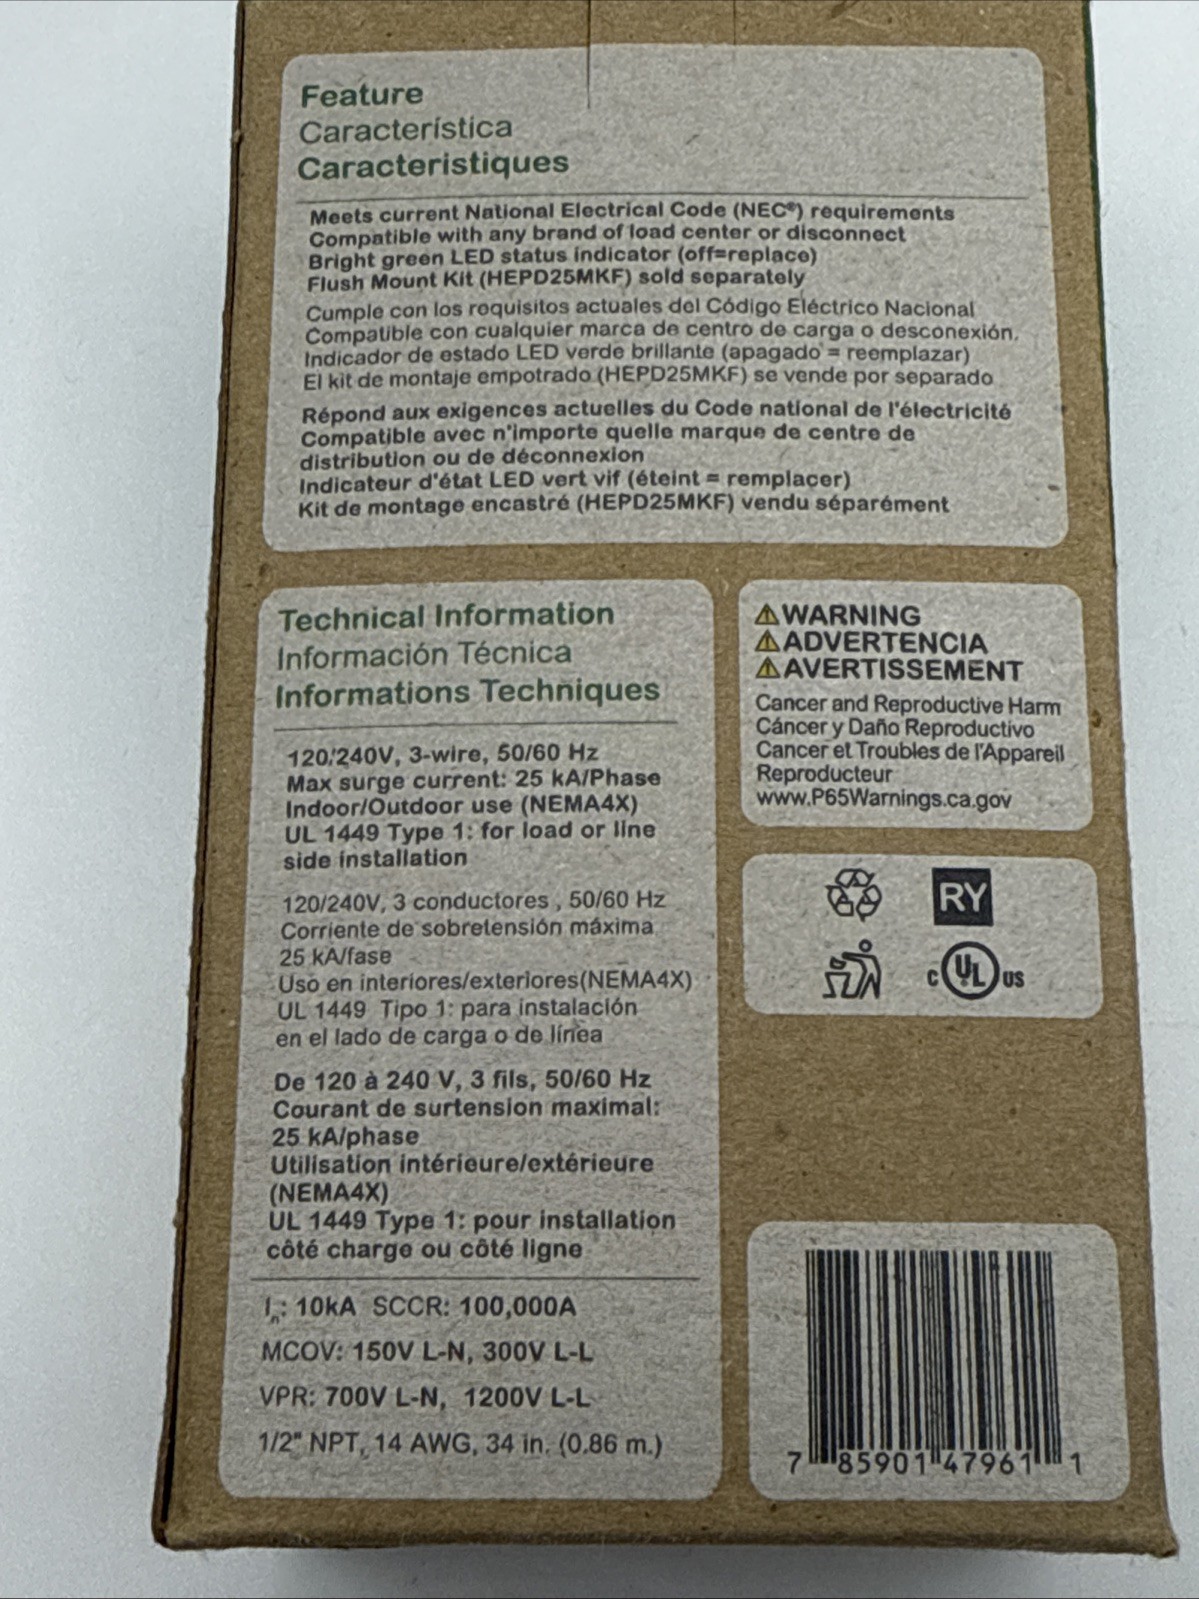 Feature
Característica
Caracteristiques
Meets current National Electrical Code (NEC®) requirements
Compatible with any brand of load center or disconnect
Bright green LED status indicator (off=replace)
Flush Mount Kit (HEPD25MKF) sold separately
Cumple con los requisitos actuales del Código Eléctrico Nacional
Compatible con cualquier marca de centro de carga o desconexión.
Indicador de estado LED verde brillante (apagado = reemplazar)
El kit de montaje empotrado (HEPD25MKF) se vende por separado
Répond aux exigences actuelles du Code national de l'électricité
Compatible avec n'importe quelle marque de centre de
distribution ou de déconnexion
Indicateur d'état LED vert vif (éteint = remplacer)
Kit de montage encastré (HEPD25MKF) vendu séparément
Technical Information
Información Técnica
Informations Techniques
120/240V, 3-wire, 50/60 Hz
Max surge current: 25 kA/Phase
Indoor/Outdoor use (NEMA4X)
UL 1449 Type 1: for load or line
side installation
120/240V, 3 conductores , 50/60 Hz
Corriente de sobretensión máxima
25 kA/fase
Uso en interiores/exteriores(NEMA4X)
UL 1449 Tipo 1: para instalación
en el lado de carga o de línea
De 120 à 240 V, 3 fils, 50/60 Hz
Courant de surtension maximal:
25 kA/phase
Utilisation intérieure/extérieure
(NEMA4X)
UL 1449 Type 1: pour installation
côté charge ou côté ligne
In: 10kA SCCR: 100,000A
MCOV: 150V L-N, 300V L-L
VPR: 700V L-N, 1200V L-L
1/2" NPT, 14 AWG, 34 in. (0.86 m.)
WARNING
ADVERTENCIA
AVERTISSEMENT
Cancer and Reproductive Harm
Cáncer y Daño Reproductivo
Cancer et Troubles de l'Appareil
Reproducteur
www.P65Warnings.ca.gov
RY
C UL US
7 85901 47961 1